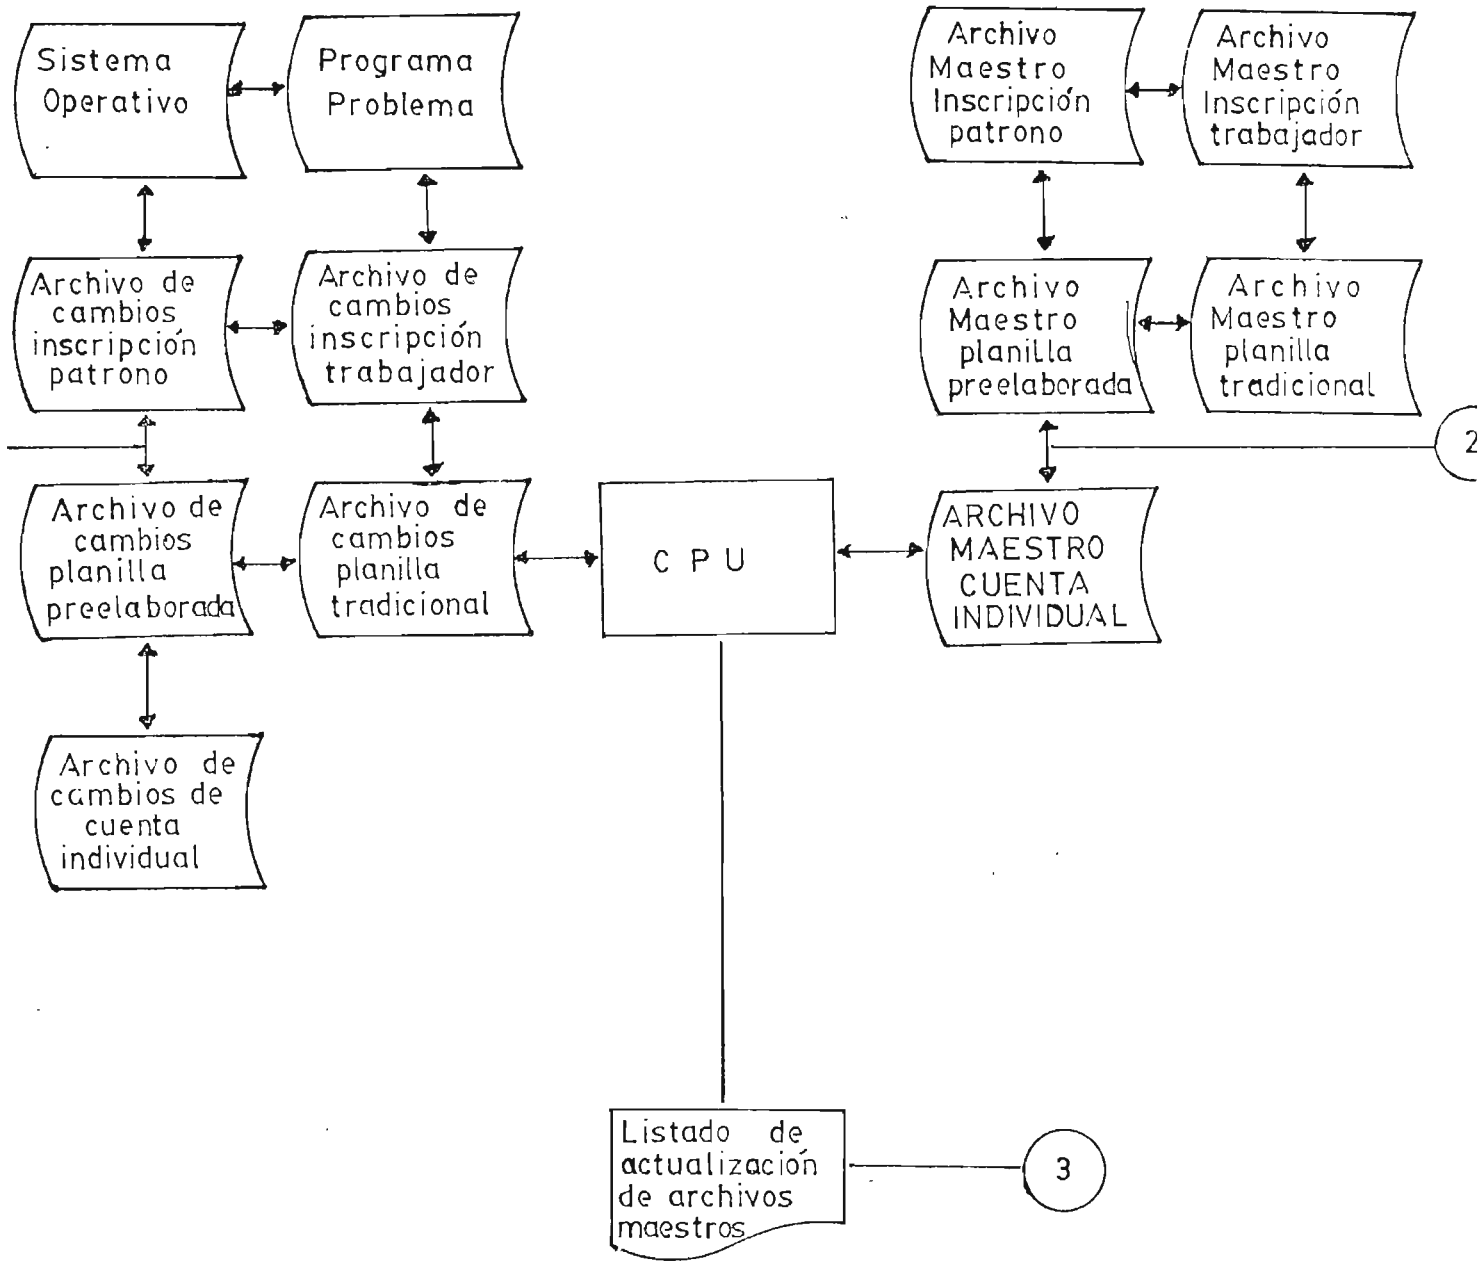 Sistema
Operativo
Programa
Problema
Archivo
Maestro
Inscripción
patrono
Archivo
Maestro
Inscripción
trabajador
Archivo de
cambios
inscripción
patrono
Archivo de
cambios
inscripción
trabajador
Archivo
Maestro
planilla
preelaborada
Archivo
Maestro
planilla
tradicional
2
Archivo de
cambios
planilla
preelaborada
Archivo de
cambios
planilla
tradicional
CPU
ARCHIVO
MAESTRO
CUENTA
INDIVIDUAL
Archivo de
cambios de
cuenta
individual
Listado de
actualización
de archivos
maestros
3